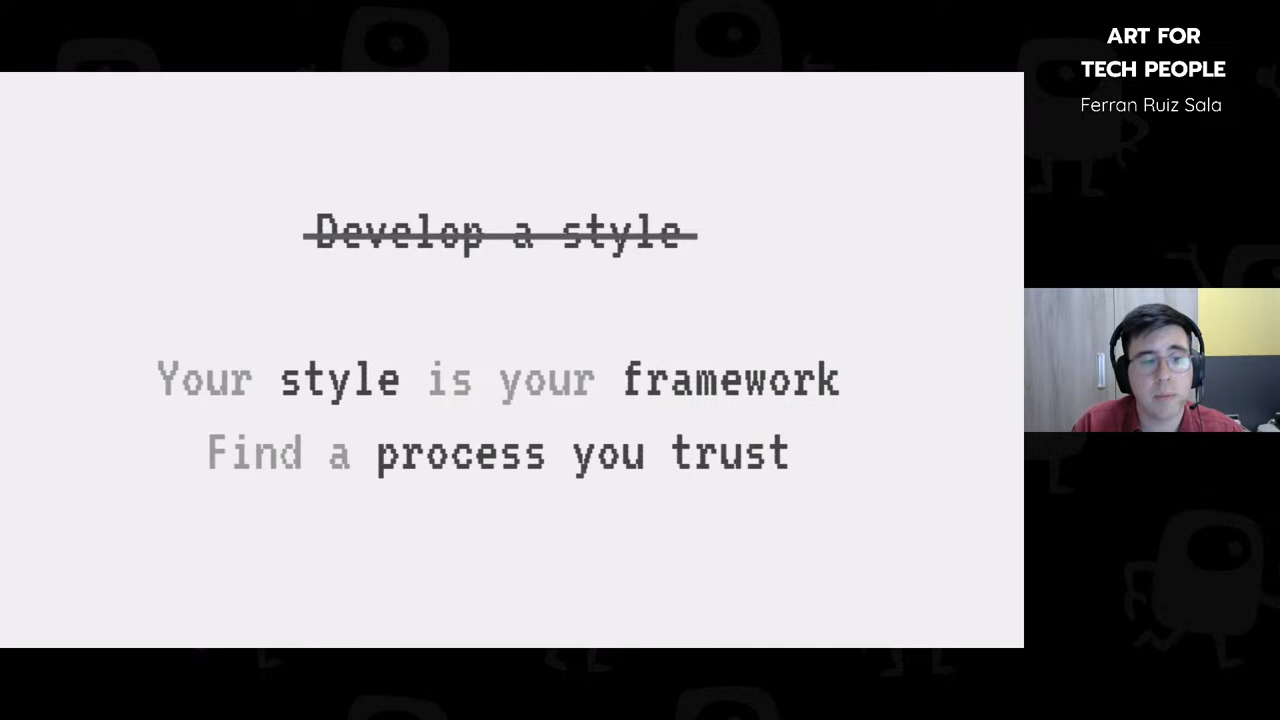 ART FOR
TECH PEOPLE
Ferran Ruiz Sala
Develop a style
Your style is your framework
Find a process you trust